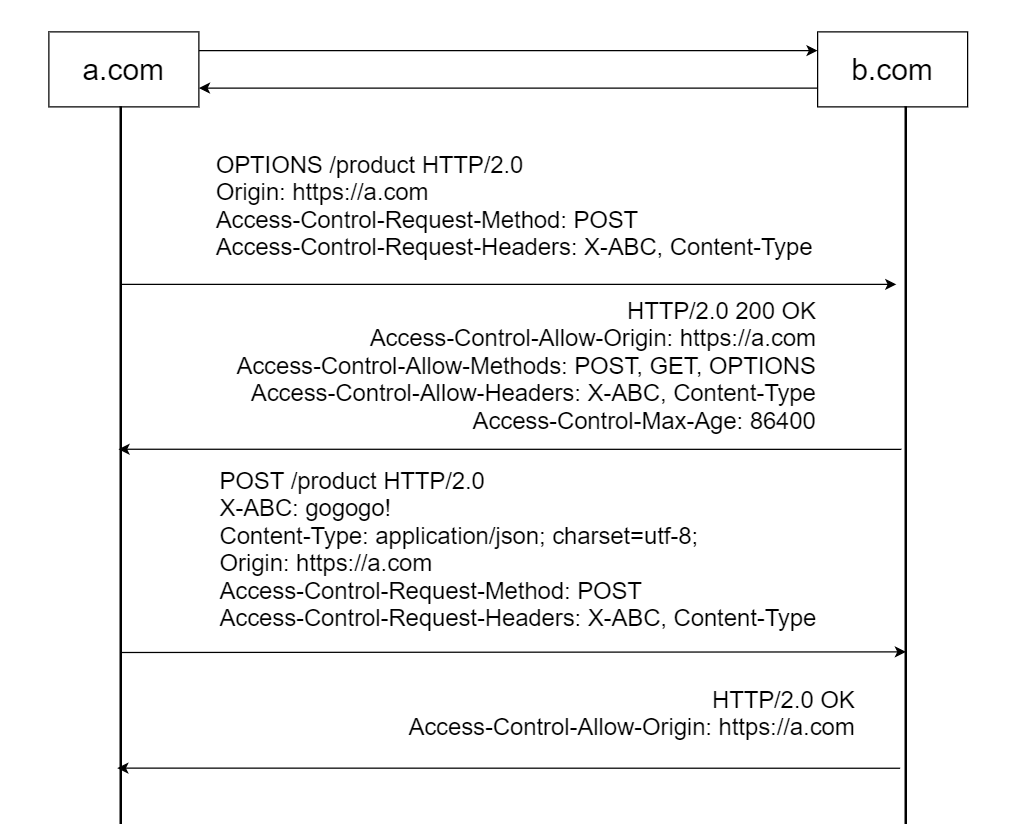 a.com
b.com
OPTIONS /product HTTP/2.0
Origin: https://a.com
Access-Control-Request-Method: POST
Access-Control-Request-Headers: X-ABC, Content-Type
HTTP/2.0 200 OK
Access-Control-Allow-Origin: https://a.com
Access-Control-Allow-Methods: POST, GET, OPTIONS
Access-Control-Allow-Headers: X-ABC, Content-Type
Access-Control-Max-Age: 86400
POST /product HTTP/2.0
X-ABC: gogogo!
Content-Type: application/json; charset=utf-8;
Origin: https://a.com
Access-Control-Request-Method: POST
Access-Control-Request-Headers: X-ABC, Content-Type
HTTP/2.0 OK
Access-Control-Allow-Origin: https://a.com